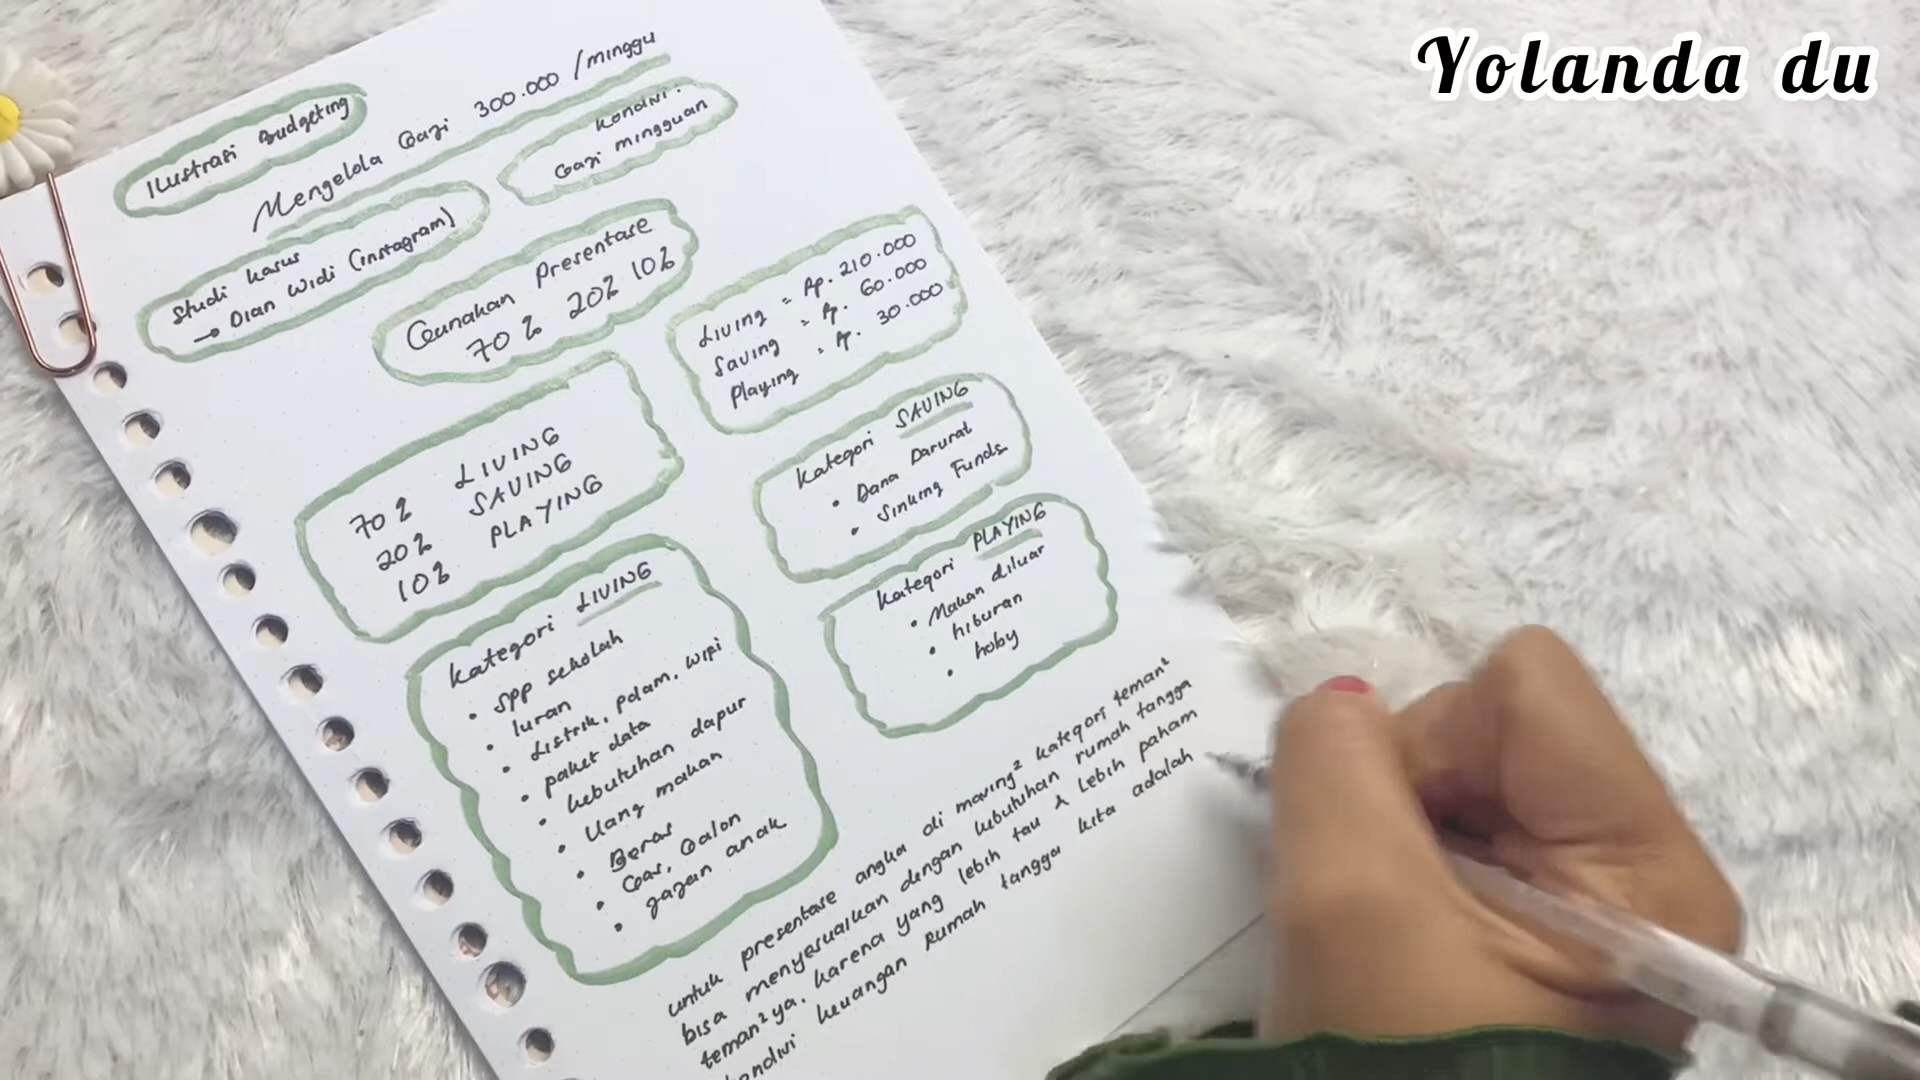 Yolanda du
Ilustrasi Budgeting
Mengelola Gaji 300.000 /minggu
Kondisi :
Gaji mingguan
Studi kasus
→ Dian Widi (instagram)
Gunakan Presentase
70% 20% 10%
Living = Rp. 210.000
Saving = Rp. 60.000
Playing = Rp. 30.000
70% LIVING
20% SAVING
10% PLAYING
Kategori SAVING
• Dana Darurat
• Sinking Funds
Kategori PLAYING
• Makan diluar
• hiburan
• hoby
Kategori LIVING
• SPP sekolah
• Iuran
• Listrik, pdam, wifi
• paket data
• kebutuhan dapur
• Uang makan
• Beras
• Gas, Galon
• jajan anak
untuk presentase angka di masing² kategori teman²
bisa menyesuaikan dengan kebutuhan rumah tangga
teman²ya. karena yang lebih tau & lebih paham
kondisi keuangan rumah tangga kita adalah